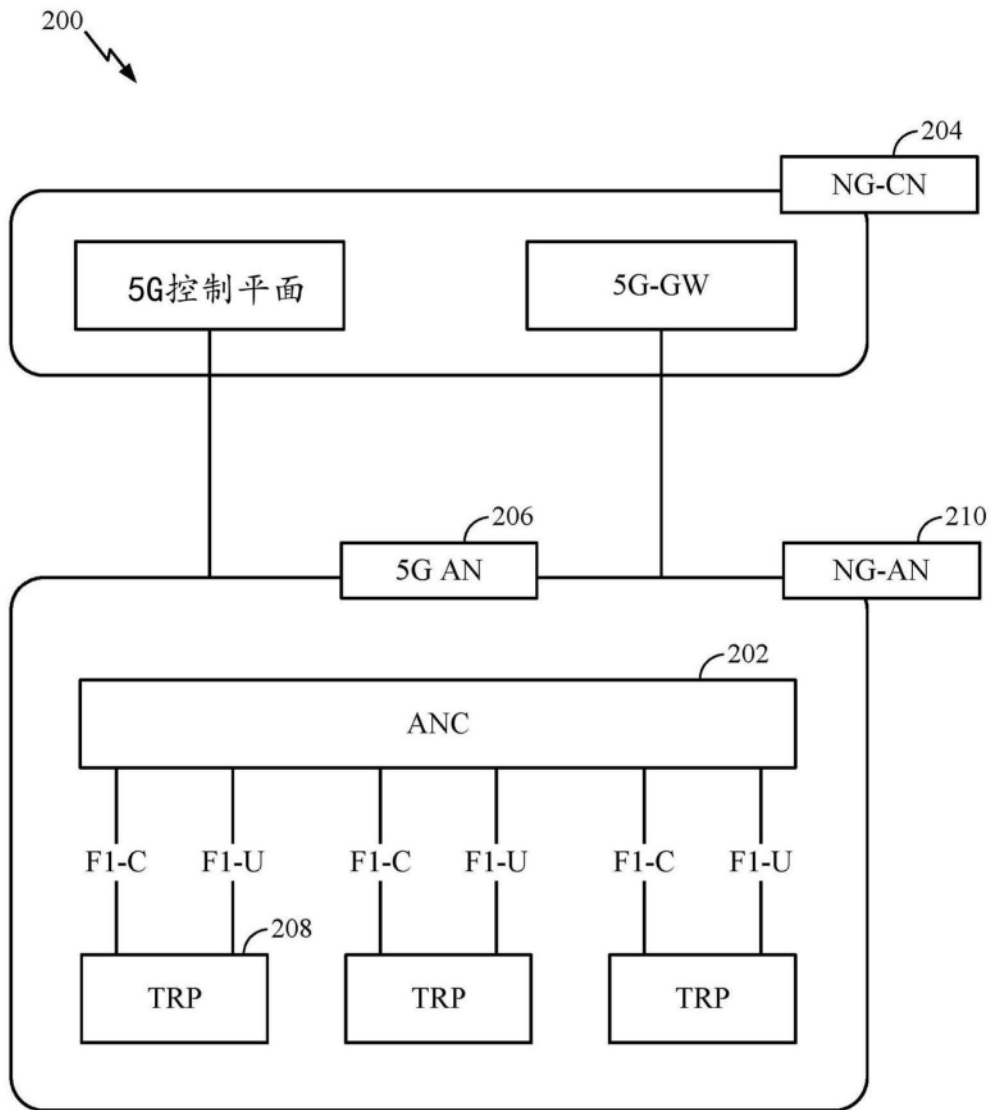 200
204
NG-CN
5G控制平面
5G-GW
206
5G AN
210
NG-AN
202
ANC
F1-C
F1-U
F1-C
F1-U
F1-C
F1-U
208
TRP
TRP
TRP